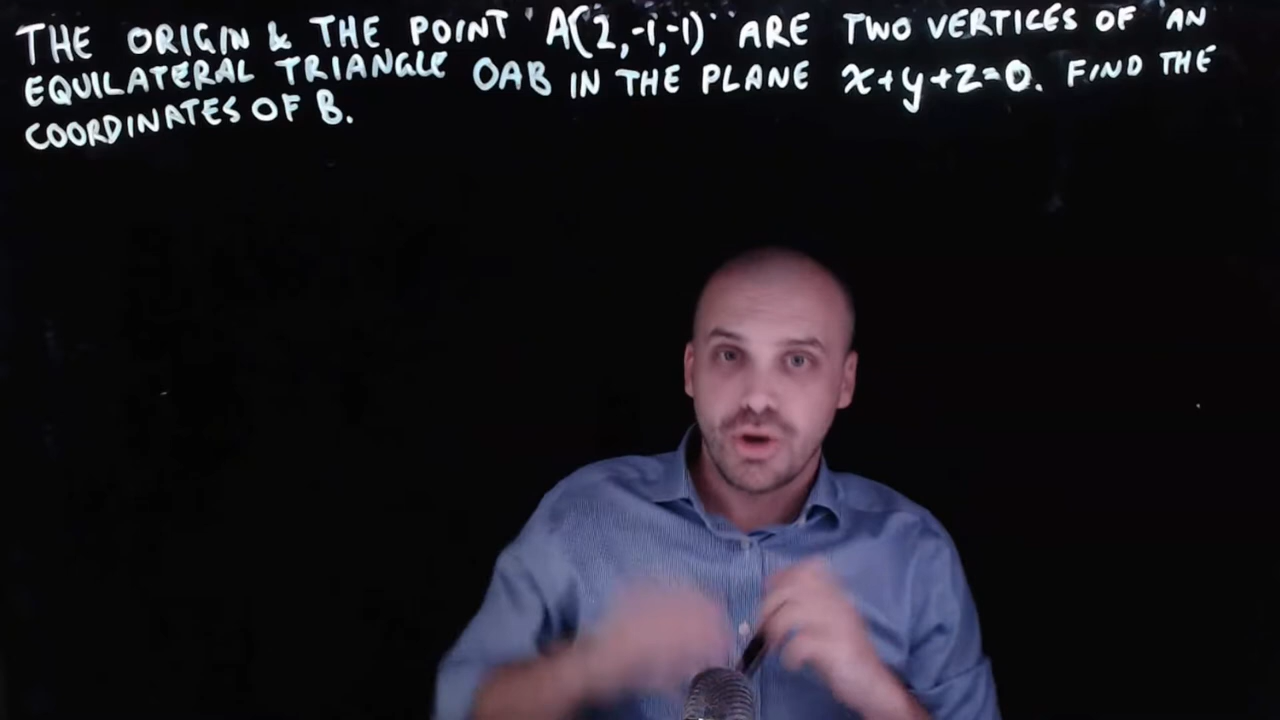 THE ORIGIN & THE POINT A(2,-1,-1) ARE TWO VERTICES OF AN
EQUILATERAL TRIANGLE OAB IN THE PLANE x+y+z=0. FIND THE
COORDINATES OF B.